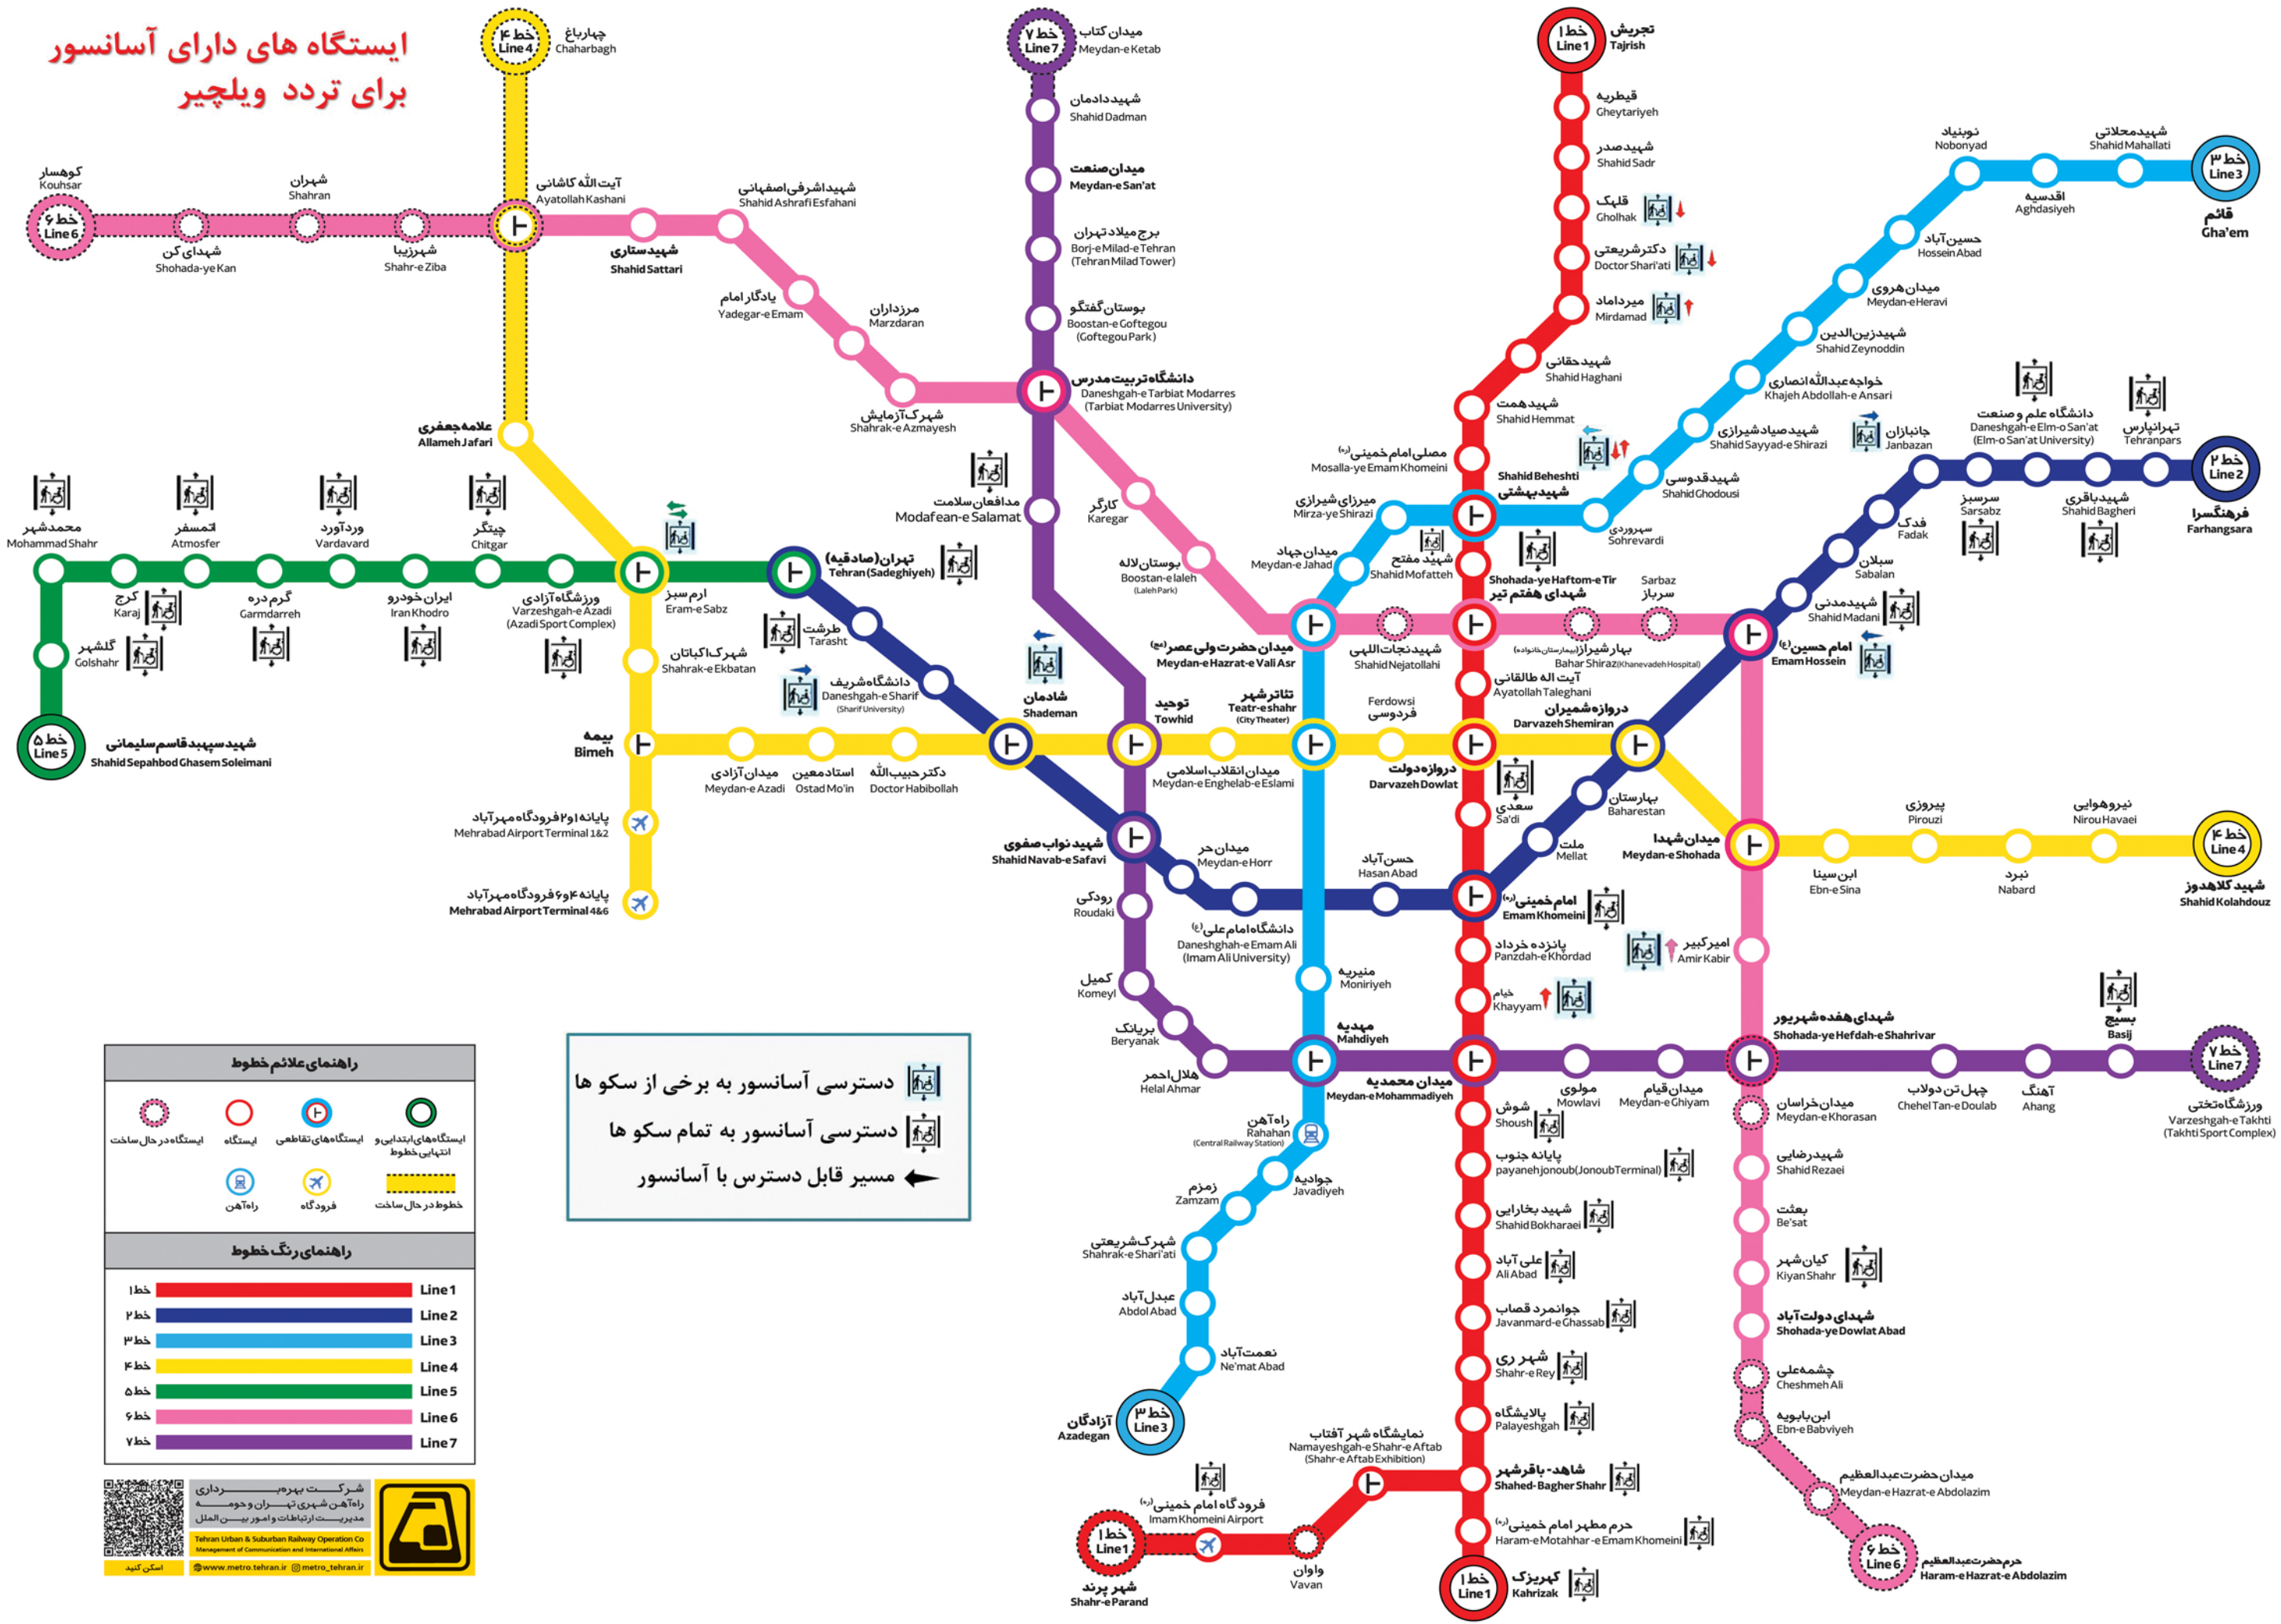 ایستگاه های دارای آسانسور
برای تردد ویلچیر
خط ۴
Line 4
چهارباغ
Chaharbagh
خط ۷
Line 7
میدان کتاب
Meydan-e Ketab
خط ۱
Line 1
تجریش
Tajrish
شهید دادمان
Shahid Dadman
قیطریه
Gheytariyeh
میدان صنعت
Meydan-e San'at
شهید صدر
Shahid Sadr
قلهک
Gholhak
نوبنیاد
Nobonyad
شهید محلاتی
Shahid Mahallati
خط ۳
Line 3
قائم
Gha'em
اقدسیه
Aghdasiyeh
کوهسار
Kouhsar
خط ۶
Line 6
شهران
Shahran
شهدای کن
Shohada-ye Kan
شهر زیبا
Shahr-e Ziba
آیت الله کاشانی
Ayatollah Kashani
شهید ستاری
Shahid Sattari
شهید اشرفی اصفهانی
Shahid Ashrafi Esfahani
برج میلاد تهران
Borj-e Milad-e Tehran
(Tehran Milad Tower)
دکتر شریعتی
Doctor Shari'ati
حسین آباد
Hossein Abad
یادگار امام
Yadegar-e Emam
مرزداران
Marzdaran
بوستان گفتگو
Boostan-e Goftegou
(Goftegou Park)
میرداماد
Mirdamad
میدان هروی
Meydan-e Heravi
شهید زین الدین
Shahid Zeynoddin
شهید حقانی
Shahid Haghani
دانشگاه تربیت مدرس
Daneshgah-e Tarbiat Modarres
(Tarbiat Modarres University)
شهرک آزمایش
Shahrak-e Azmayesh
خواجه عبدالله انصاری
Khajeh Abdollah-e Ansari
شهید همت
Shahid Hemmat
علامه جعفری
Allameh Jafari
شهید صیاد شیرازی
Shahid Sayyad-e Shirazi
دانشگاه علم و صنعت
Daneshgah-e Elm-o San'at
(Elm-o San'at University)
تهرانپارس
Tehranpars
جانبازان
Janbazan
خط ۲
Line 2
فرهنگسرا
Farhangsara
مصلی امام خمینی (ره)
Mosalla-ye Emam Khomeini
Shahid Beheshti
شهید بهشتی
شهید قدوسی
Shahid Ghodousi
سرسبز
Sarsabz
شهید باقری
Shahid Bagheri
فدک
Fadak
مدافعان سلامت
Modafean-e Salamat
کارگر
Karegar
میرزای شیرازی
Mirza-ye Shirazi
سهروردی
Sohrevardi
محمدشهر
Mohammad Shahr
اتمسفر
Atmosfer
وردآورد
Vardavard
چیتگر
Chitgar
تهران (صادقیه)
Tehran (Sadeghiyeh)
بوستان لاله
Boostan-e laleh
(Laleh Park)
میدان جهاد
Meydan-e Jahad
شهید مفتح
Shahid Mofatteh
Shohada-ye Haftom-e Tir
شهدای هفتم تیر
Sarbaz
سرباز
سبلان
Sabalan
شهید مدنی
Shahid Madani
کرج
Karaj
گرم دره
Garmdarreh
ایران خودرو
Iran Khodro
ورزشگاه آزادی
Varzeshgah-e Azadi
(Azadi Sport Complex)
ارم سبز
Eram-e Sabz
طرشت
Tarasht
گلشهر
Golshahr
شهرک اکباتان
Shahrak-e Ekbatan
دانشگاه شریف
Daneshgah-e Sharif
(Sharif University)
میدان حضرت ولی عصر (عج)
Meydan-e Hazrat-e Vali Asr
شهید نجات اللهی
Shahid Nejatollahi
بهار شیراز (بیمارستان خانواده)
Bahar Shiraz (Khanevadeh Hospital)
امام حسین (ع)
Emam Hossein
خط ۵
Line 5
شهید سپهبد قاسم سلیمانی
Shahid Sepahbod Ghasem Soleimani
بیمه
Bimeh
شادمان
Shademan
توحید
Towhid
تئاتر شهر
Teatr-e shahr
(City Theater)
Ferdowsi
فردوسی
آیت اله طالقانی
Ayatollah Taleghani
دروازه شمیران
Darvazeh Shemiran
میدان آزادی
Meydan-e Azadi
استاد معین
Ostad Mo'in
دکتر حبیب الله
Doctor Habibollah
میدان انقلاب اسلامی
Meydan-e Enghelab-e Eslami
دروازه دولت
Darvazeh Dowlat
سعدی
Sa'di
بهارستان
Baharestan
ملت
Mellat
پایانه ۱و۲ فرودگاه مهرآباد
Mehrabad Airport Terminal 1&2
پایانه ۴و۶ فرودگاه مهرآباد
Mehrabad Airport Terminal 4&6
شهید نواب صفوی
Shahid Navab-e Safavi
میدان حر
Meydan-e Horr
حسن آباد
Hasan Abad
میدان شهدا
Meydan-e Shohada
پیروزی
Pirouzi
نیرو هوایی
Nirou Havaei
ابن سینا
Ebn-e Sina
نبرد
Nabard
خط ۴
Line 4
شهید کلاهدوز
Shahid Kolahdouz
رودکی
Roudaki
دانشگاه امام علی (ع)
Daneshghah-e Emam Ali
(Imam Ali University)
امام خمینی (ره)
Emam Khomeini
پانزده خرداد
Panzdah-e Khordad
امیرکبیر
Amir Kabir
کمیل
Komeyl
منیریه
Moniriyeh
خیام
Khayyam
بریانک
Beryanak
هلال احمر
Helal Ahmar
مهدیه
Mahdiyeh
میدان محمدیه
Meydan-e Mohammadiyeh
مولوی
Mowlavi
میدان قیام
Meydan-e Ghiyam
شهدای هفده شهریور
Shohada-ye Hefdah-e Shahrivar
چهل تن دولاب
Chehel Tan-e Doulab
آهنگ
Ahang
بسیج
Basij
خط ۷
Line 7
ورزشگاه تختی
Varzeshgah-e Takhti
(Takhti Sport Complex)
راه آهن
Rahahan
(Central Railway Station)
جوادیه
Javadiyeh
زمزم
Zamzam
شهرک شریعتی
Shahrak-e Shari'ati
عبدل آباد
Abdol Abad
نعمت آباد
Ne'mat Abad
خط ۳
Line 3
آزادگان
Azadegan
شوش
Shoush
پایانه جنوب
payaneh jonoub (Jonoub Terminal)
شهید بخارایی
Shahid Bokharaei
علی آباد
Ali Abad
جوانمرد قصاب
Javanmard-e Ghassab
شهر ری
Shahr-e Rey
پالایشگاه
Palayeshgah
شاهد - باقرشهر
Shahed-Bagher Shahr
حرم مطهر امام خمینی (ره)
Haram-e Motahhar-e Emam Khomeini
خط ۱
Line 1
کهریزک
Kahrizak
نمایشگاه شهر آفتاب
Namayeshgah-e Shahr-e Aftab
(Shahr-e Aftab Exhibition)
فرودگاه امام خمینی (ره)
Imam Khomeini Airport
واوان
Vavan
خط ۱
Line 1
شهر پرند
Shahr-e Parand
میدان خراسان
Meydan-e Khorasan
شهید رضایی
Shahid Rezaei
بعثت
Be'sat
کیان شهر
Kiyan Shahr
شهدای دولت آباد
Shohada-ye Dowlat Abad
چشمه علی
Cheshmeh Ali
ابن بابویه
Ebn-e Babviyeh
میدان حضرت عبدالعظیم
Meydan-e Hazrat-e Abdolazim
خط ۶
Line 6
حرم حضرت عبدالعظیم
Haram-e Hazrat-e Abdolazim
دسترسی آسانسور به برخی از سکو ها
دسترسی آسانسور به تمام سکو ها
مسیر قابل دسترس با آسانسور
راهنمای علائم خطوط
ایستگاه های ابتدایی و
انتهایی خطوط
ایستگاه های تقاطعی
ایستگاه
ایستگاه در حال ساخت
خطوط در حال ساخت
فرودگاه
راه آهن
راهنمای رنگ خطوط
خط ۱ Line 1
خط ۲ Line 2
خط ۳ Line 3
خط ۴ Line 4
خط ۵ Line 5
خط ۶ Line 6
خط ۷ Line 7
شرکت بهره برداری
راه آهن شهری تهران و حومه
مدیریت ارتباطات و امور بین الملل
Tehran Urban & Suburban Railway Operation Co
Management of Communication and International Affairs
www.metro.tehran.ir metro_tehran.ir
اسکن کنید